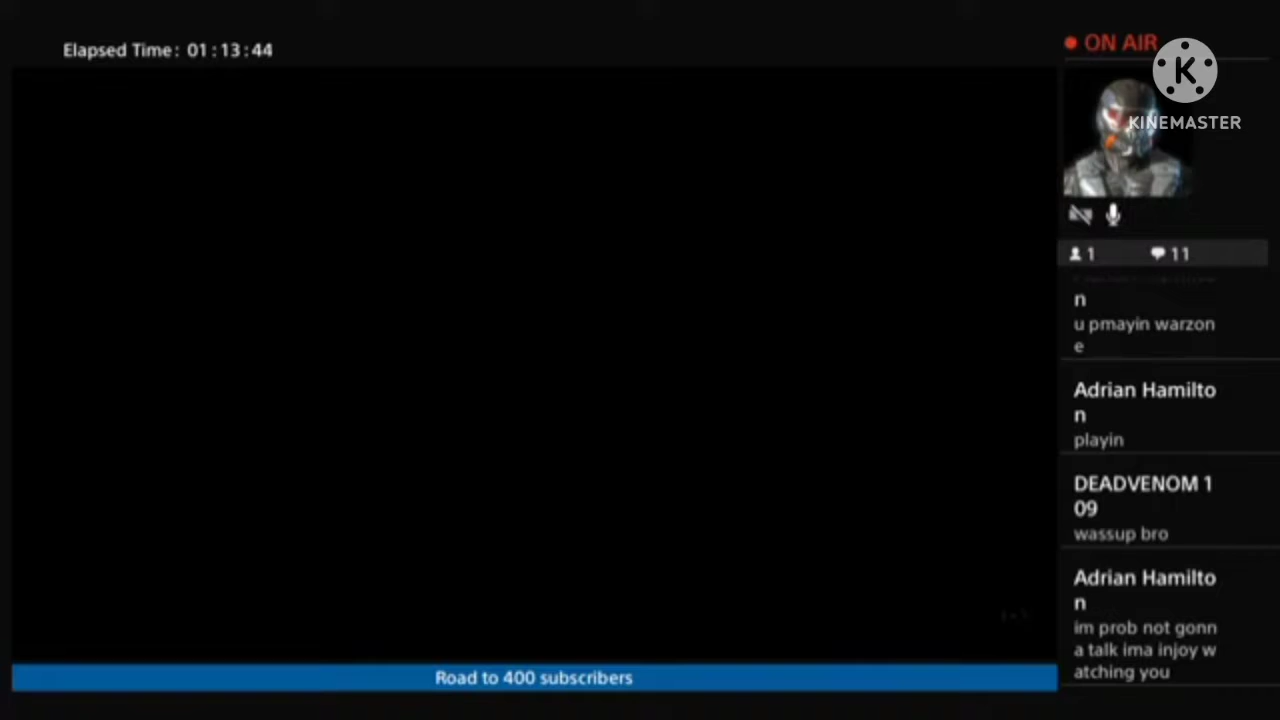 Elapsed Time: 01:13:44
ON AIR
K
KINEMASTER
1
11
n
u pmayin warzon
e
Adrian Hamilto
n
playin
DEADVENOM 1
09
wassup bro
Adrian Hamilto
n
im prob not gonn
a talk ima injoy w
atching you
Road to 400 subscribers